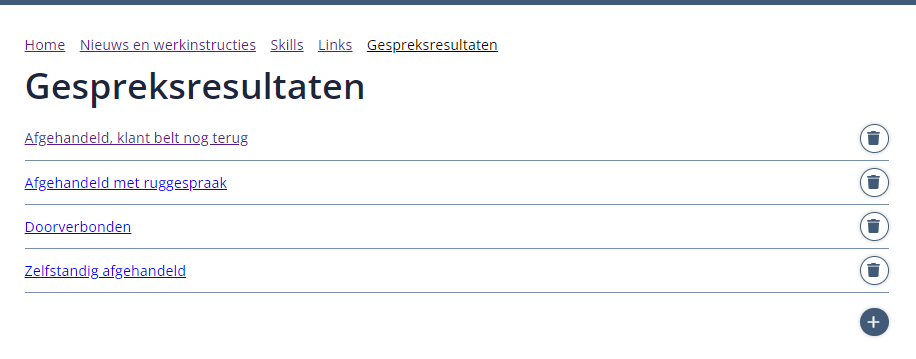 Home Nieuws en werkinstructies Skills Links Gespreksresultaten
Gespreksresultaten
Afgehandeld, klant belt nog terug
Afgehandeld met ruggespraak
Doorverbonden
Zelfstandig afgehandeld